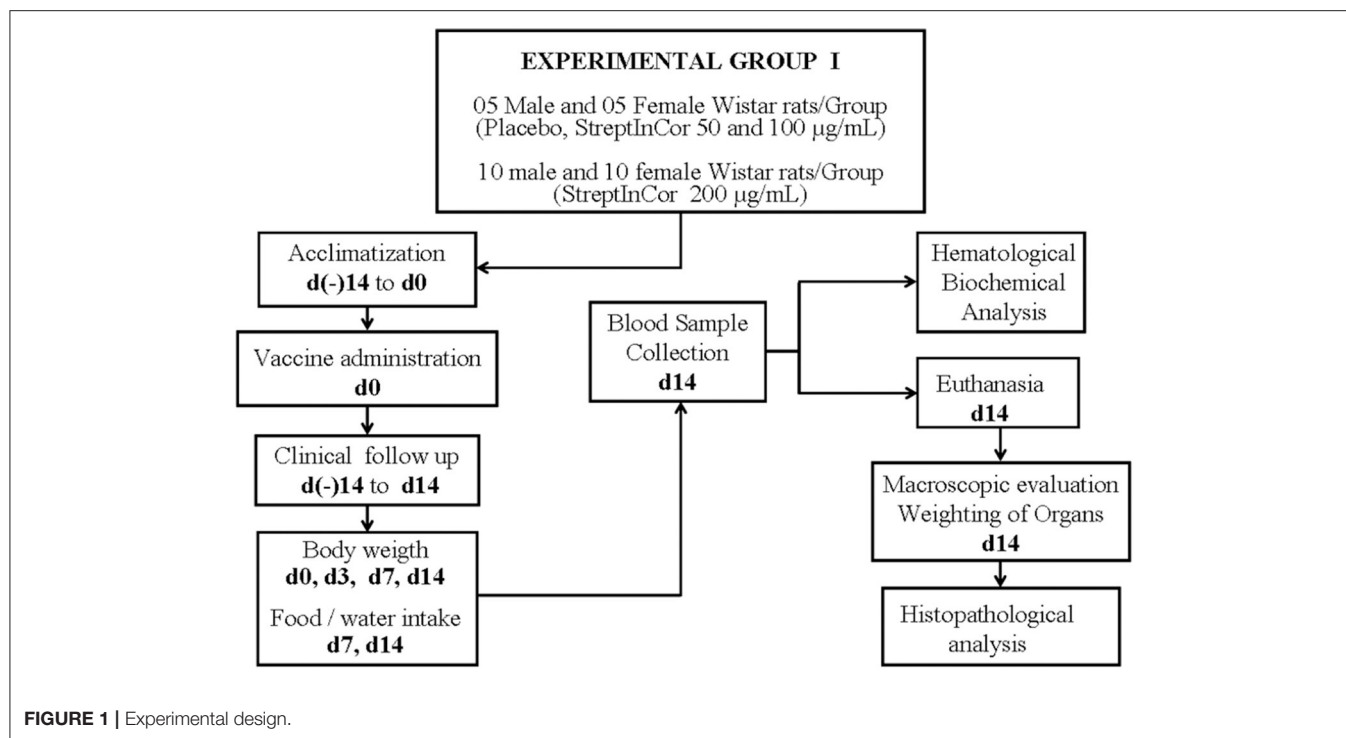 EXPERIMENTAL GROUP I
05 Male and 05 Female Wistar rats/Group
(Placebo, StreptInCor 50 and 100 µg/mL)
10 male and 10 female Wistar rats/Group
(StreptInCor 200 µg/mL)
Acclimatization
d(-)14 to d0
Vaccine administration
d0
Clinical follow up
d(-)14 to d14
Body weigth
d0, d3, d7, d14
Food / water intake
d7, d14
Blood Sample
Collection
d14
Hematological
Biochemical
Analysis
Euthanasia
d14
Macroscopic evaluation
Weighting of Organs
d14
Histopathological
analysis
FIGURE 1 | Experimental design.